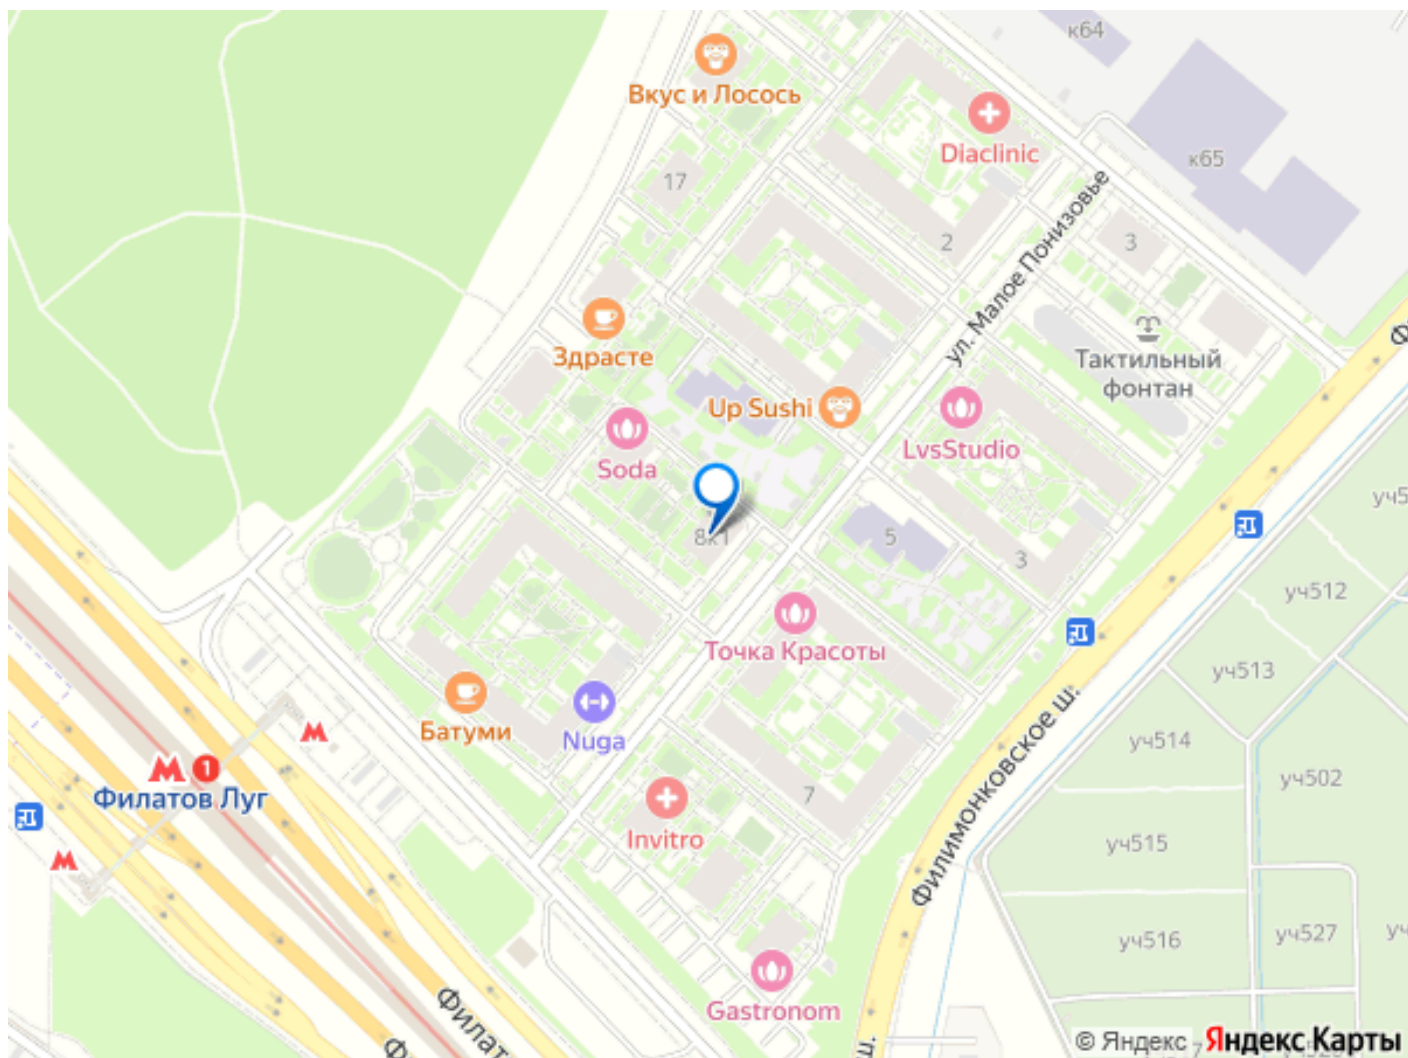 к64
Вкус и Лосось
Diaclinic
к65
17
2
3
ул. Малое Понизовье
Здрасте
Тактильный
фонтан
Up Sushi
LvsStudio
Soda
8к1
5
3
уч512
Точка Красоты
уч513
Батуми
Nuga
Филимонковское ш.
уч514
М 1
М
Филатов Луг
уч502
7
Invitro
уч515
М
уч516
уч527
Gastronom
ш.
© Яндекс
Яндекс Карты